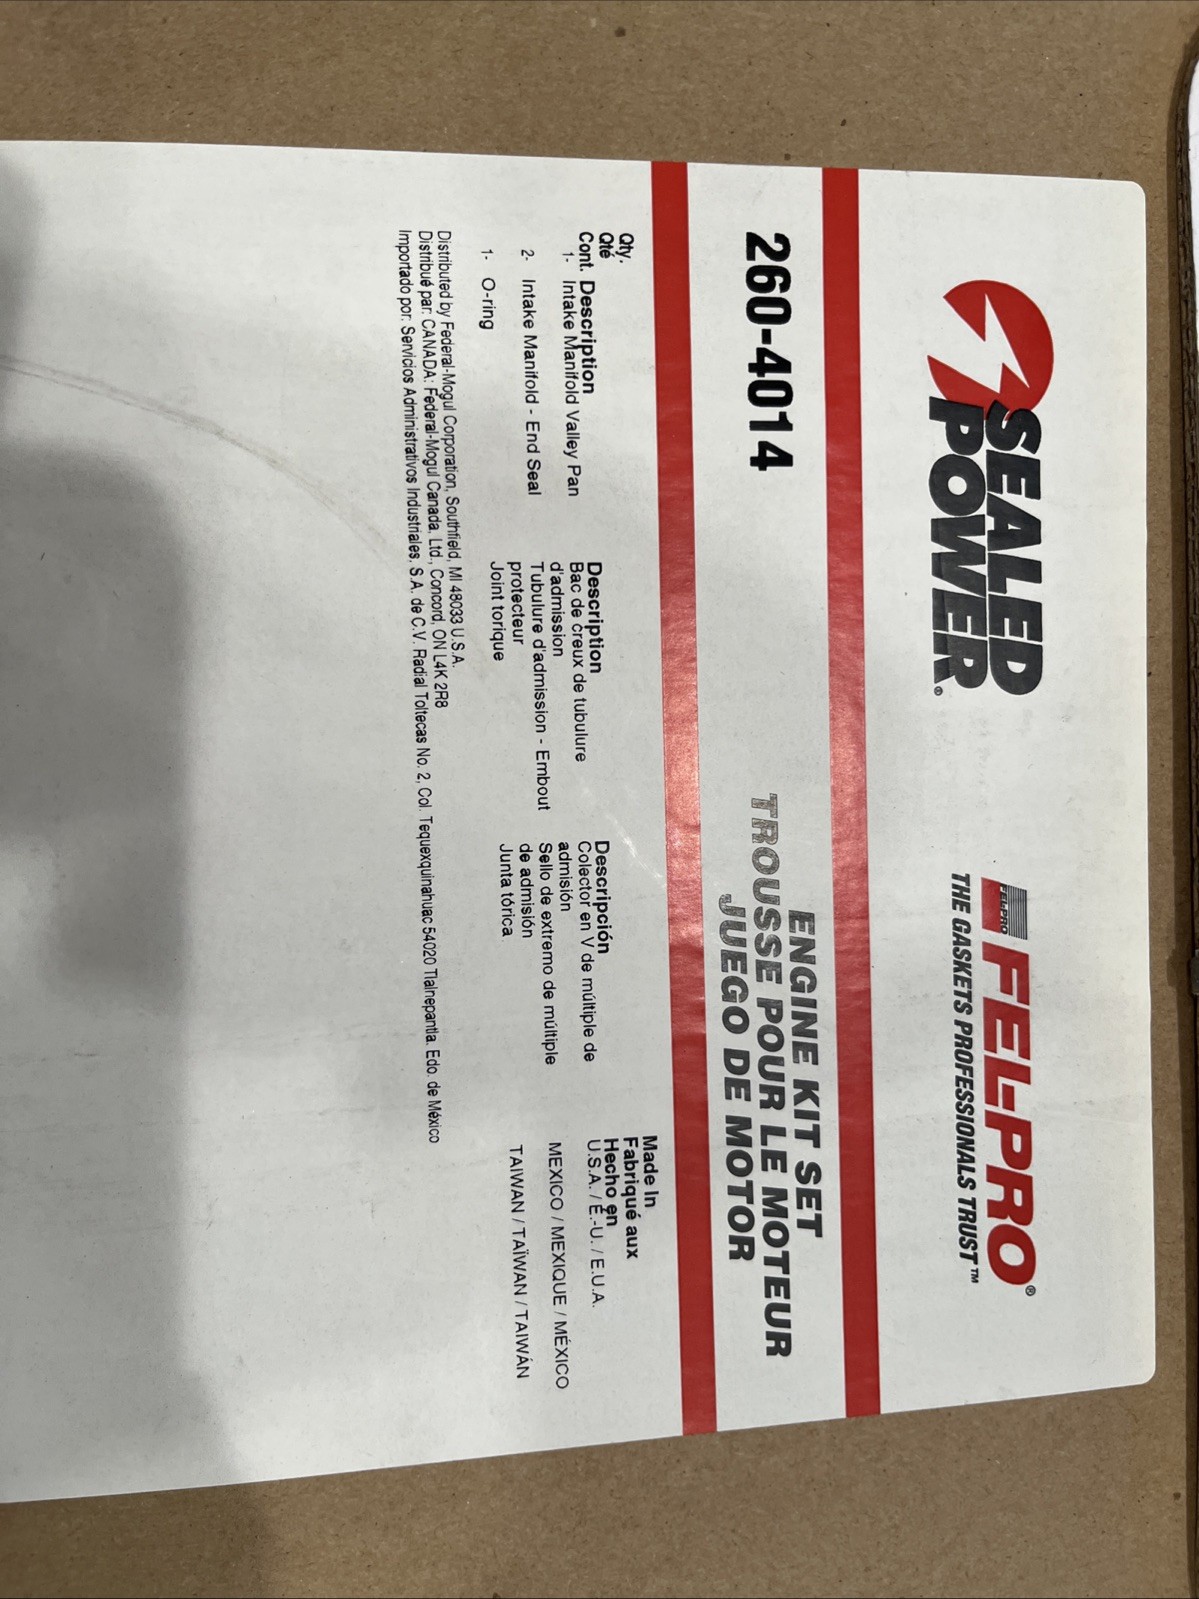 SEALED
POWER®
FEL-PRO
FEL-PRO®
THE GASKETS PROFESSIONALS TRUST™
260-4014
ENGINE KIT SET
TROUSSE POUR LE MOTEUR
JUEGO DE MOTOR
Qty.
Qté
Cont. Description
1- Intake Manifold Valley Pan
2- Intake Manifold - End Seal
1- O-ring
Description
Bac de creux de tubulure
d'admission
Tubulure d'admission - Embout
protecteur
Joint torique
Descripción
Colector en V de múltiple de
admisión
Sello de extremo de múltiple
de admisión
Junta tórica
Made In
Fabriqué aux
Hecho en
U.S.A. / É.-U. / E.U.A.
MEXICO / MEXIQUE / MÉXICO
TAIWAN / TAÏWAN / TAIWÁN
Distributed by Federal-Mogul Corporation, Southfield, MI 48033 U.S.A.
Distribué par: CANADA: Federal-Mogul Canada, Ltd., Concord, ON L4K 2R8
Importado por: Servicios Administrativos Industriales, S.A. de C.V. Radial Toltecas No. 2, Col. Tequexquinahuac 54020 Tlalnepantla. Edo. de México